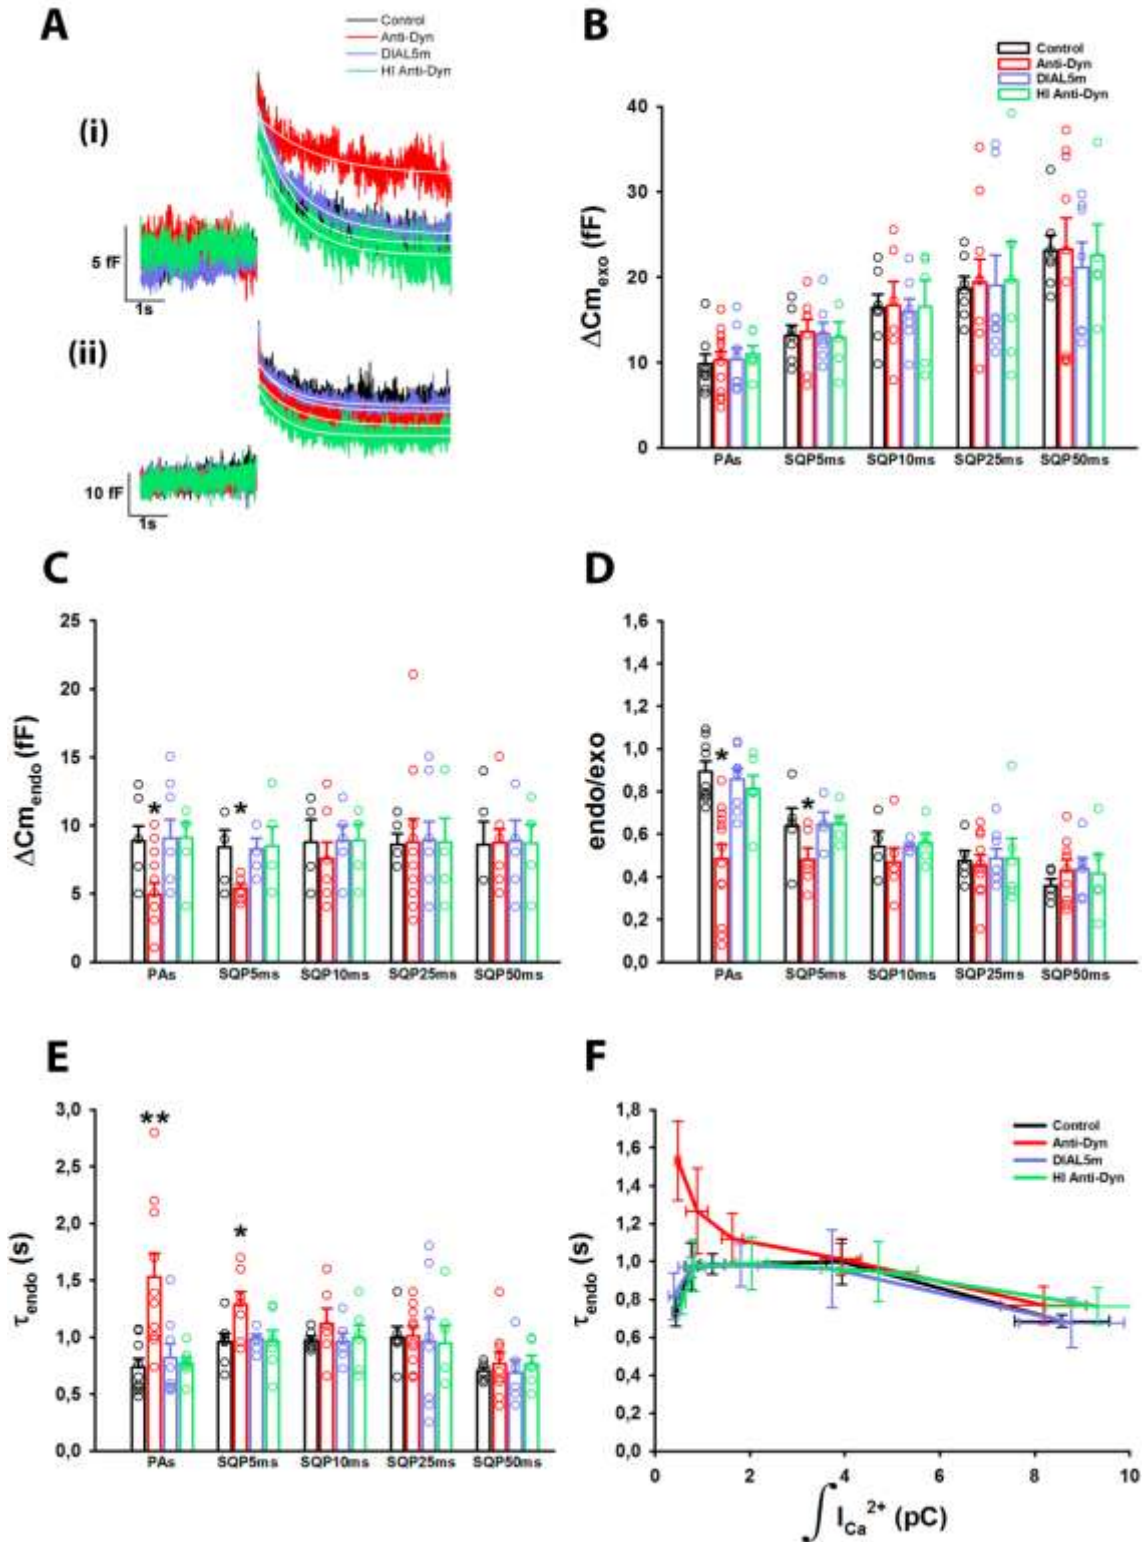 A
Control
Anti-Dyn
DIAL5m
HI Anti-Dyn
(i)
5 fF
1s
(ii)
10 fF
1s
B
Control
Anti-Dyn
DIAL5m
HI Anti-Dyn
40
30
20
10
0
ΔCm_exo (fF)
PAs SQP5ms SQP10ms SQP25ms SQP50ms
C
25
20
15
10
5
0
ΔCm_endo (fF)
* *
PAs SQP5ms SQP10ms SQP25ms SQP50ms
D
1,6
1,4
1,2
1,0
0,8
0,6
0,4
0,2
0,0
endo/exo
*
*
PAs SQP5ms SQP10ms SQP25ms SQP50ms
E
3,0
2,5
2,0
1,5
1,0
0,5
0,0
τ_endo (s)
**
*
PAs SQP5ms SQP10ms SQP25ms SQP50ms
F
1,8
1,6
1,4
1,2
1,0
0,8
0,6
0,4
0,2
0,0
τ_endo (s)
Control
Anti-Dyn
DIAL5m
HI Anti-Dyn
0 2 4 6 8 10
∫ I_Ca²⁺ (pC)